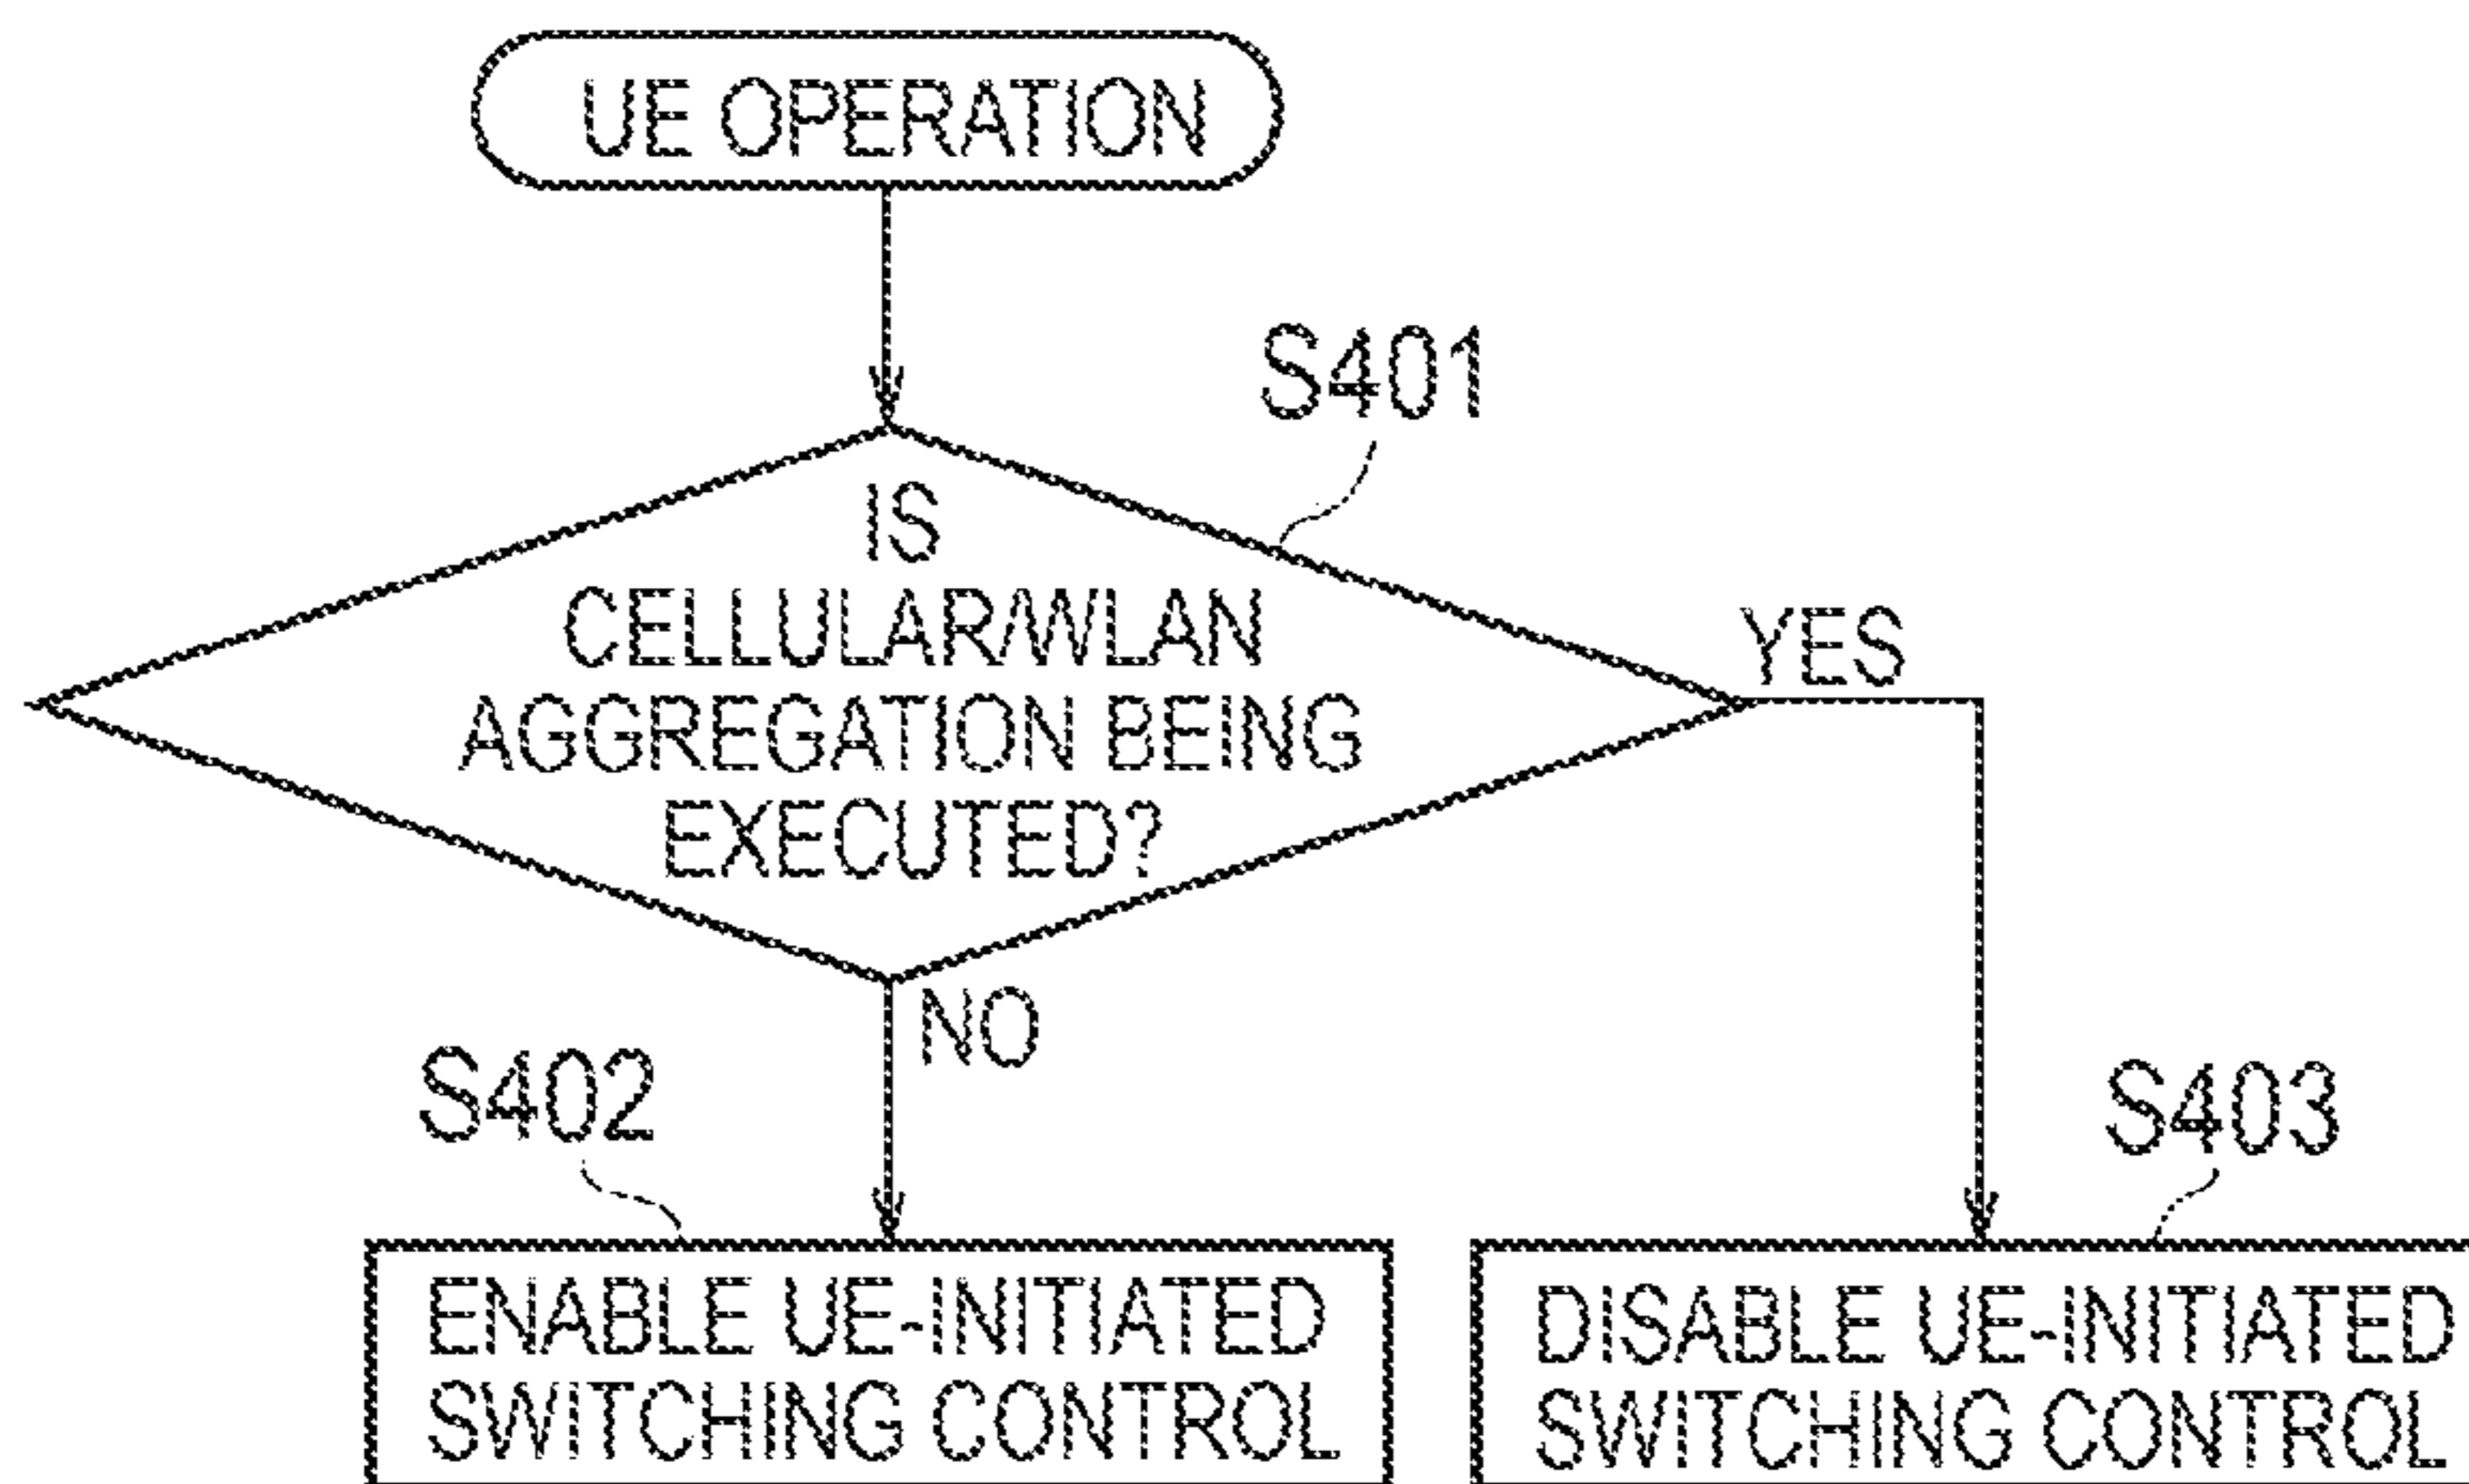 UE OPERATION
S401
IS
CELLULAR/WLAN
AGGREGATION BEING
EXECUTED?
YES
NO
S402
S403
ENABLE UE-INITIATED
SWITCHING CONTROL
DISABLE UE-INITIATED
SWITCHING CONTROL